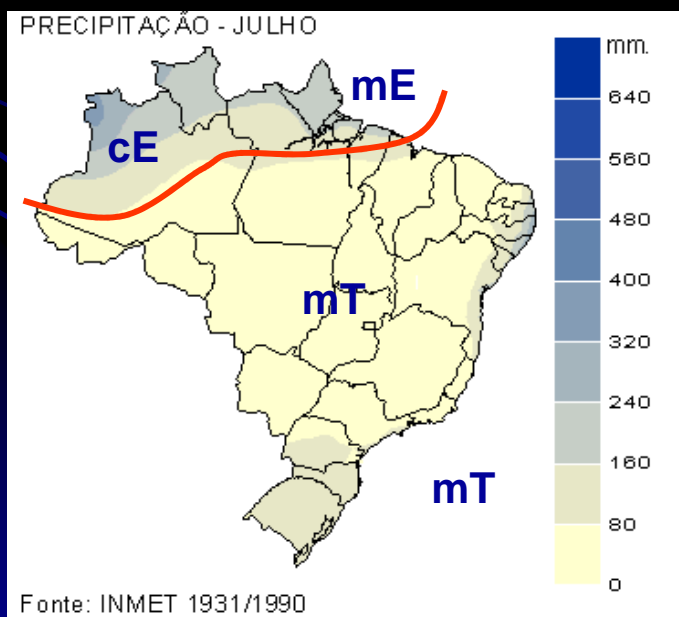 PRECIPITAÇÃO - JULHO
mm.
mE
640
cE
560
480
400
mT
320
240
160
mT
80
0
Fonte: INMET 1931/1990